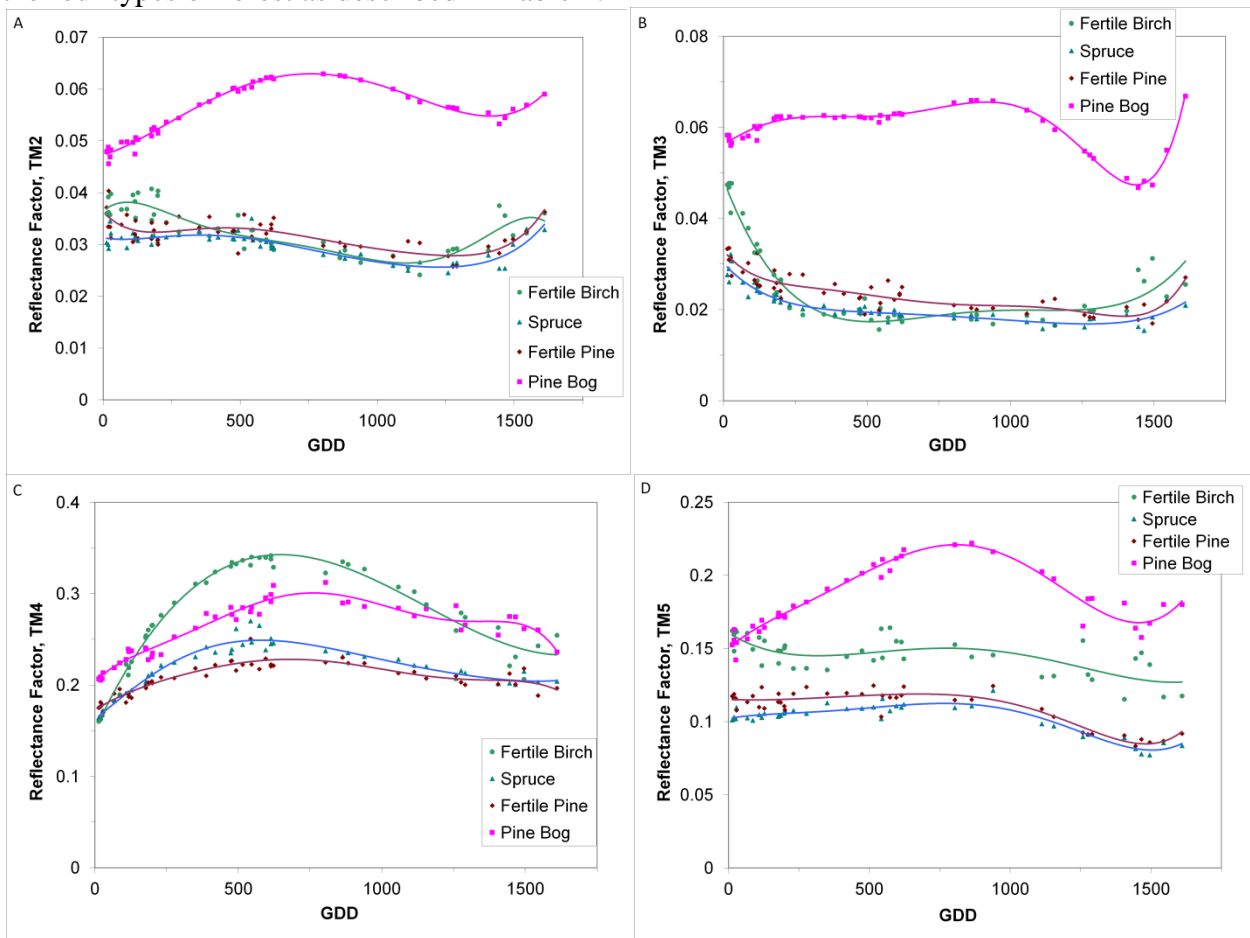 types of forest as
A
0.07
0.06
0.05
0.04
0.03
0.02
0.01
0
Reflectance Factor, TM2
0
500
1000
1500
GDD
Fertile Birch
Spruce
Fertile Pine
Pine Bog
B
0.08
0.06
0.04
0.02
0
Reflectance Factor, TM3
0
500
1000
1500
GDD
Fertile Birch
Spruce
Fertile Pine
Pine Bog
C
0.4
0.3
0.2
0.1
0
Reflectance Factor, TM4
0
500
1000
1500
GDD
Fertile Birch
Spruce
Fertile Pine
Pine Bog
D
0.25
0.2
0.15
0.1
0.05
0
Reflectance Factor, TM5
0
500
1000
1500
GDD
Fertile Birch
Spruce
Fertile Pine
Pine Bog